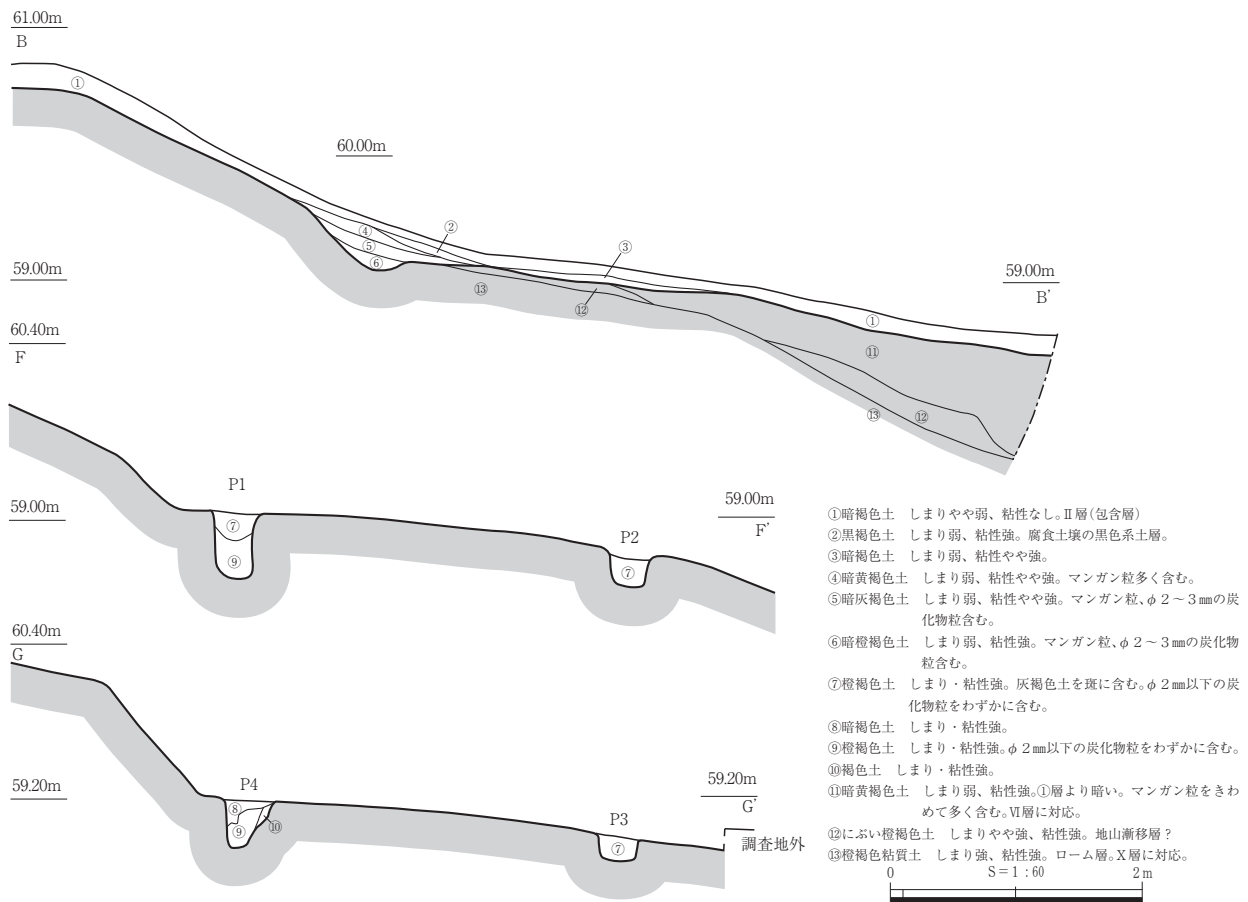 61.00m
B
①
60.00m
②
④
③
⑤
⑥
59.00m
59.00m
⑬
B’
⑫
①
60.40m
⑪
F
⑬
⑫
P1
59.00m
59.00m
F’
P2
⑦
⑨
⑦
60.40m
G
59.20m
59.20m
P4
G’
⑧
P3
⑨
⑩
調査地外
⑦
①暗褐色土 しまりやや弱、粘性なし。Ⅱ層(包含層)
②黒褐色土 しまり弱、粘性強。腐食土壌の黒色系土層。
③暗褐色土 しまり弱、粘性やや強。
④暗黄褐色土 しまり弱、粘性やや強。マンガン粒多く含む。
⑤暗灰褐色土 しまり弱、粘性やや強。マンガン粒、φ2～3㎜の炭
化物粒含む。
⑥暗橙褐色土 しまり弱、粘性強。マンガン粒、φ2～3㎜の炭化物
粒含む。
⑦橙褐色土 しまり・粘性強。灰褐色土を斑に含む。φ2㎜以下の炭
化物粒をわずかに含む。
⑧暗褐色土 しまり・粘性強。
⑨橙褐色土 しまり・粘性強。φ2㎜以下の炭化物粒をわずかに含む。
⑩褐色土 しまり・粘性強。
⑪暗黄褐色土 しまり弱、粘性強。①層より暗い。マンガン粒をきわ
めて多く含む。Ⅵ層に対応。
⑫にぶい橙褐色土 しまりやや強、粘性強。地山漸移層？
⑬橙褐色粘質土 しまり強、粘性強。ローム層。Ⅹ層に対応。
0 S＝1：60 2m